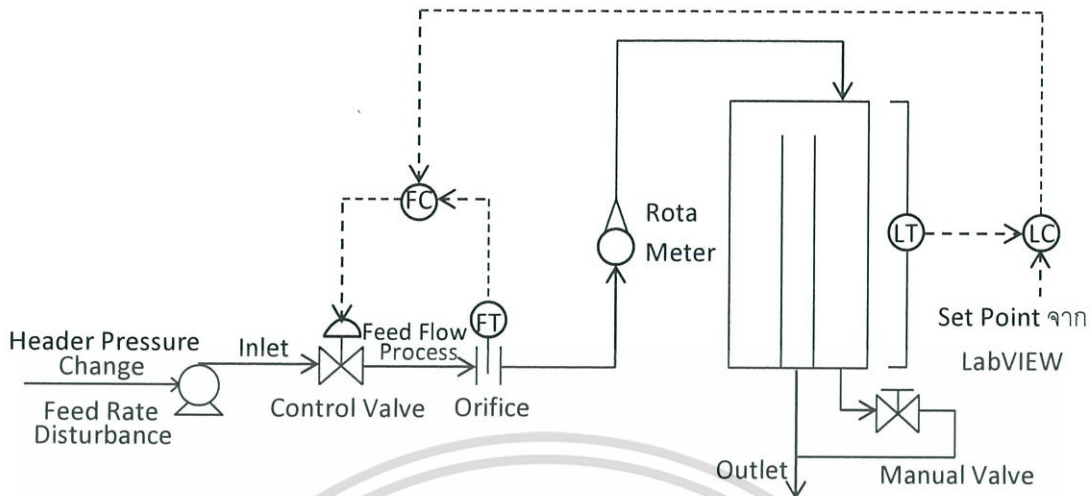 FC
Rota
Meter
LT
LC
FT
Set Point จาก
LabVIEW
Header Pressure
Change
Inlet
Feed Flow
Process
Feed Rate
Disturbance
Control Valve
Orifice
Outlet
Manual Valve